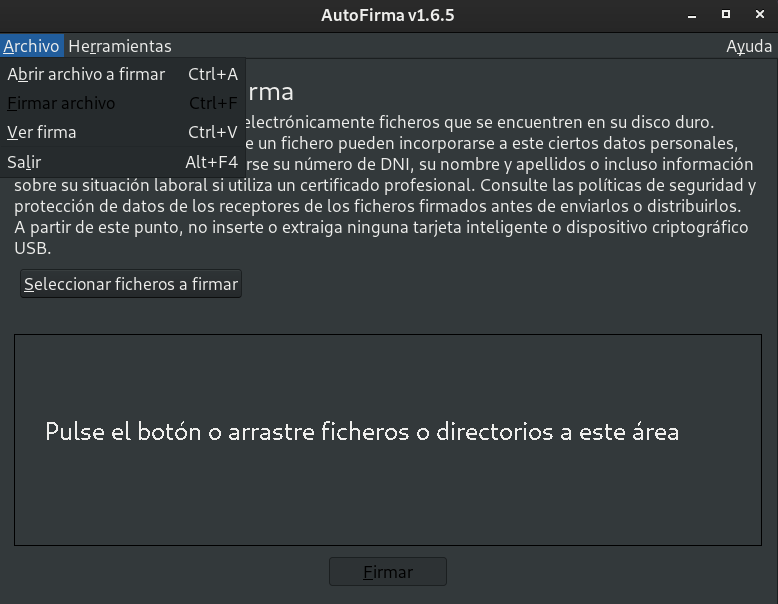 AutoFirma v1.6.5
Archivo Herramientas Ayuda
Abrir archivo a firmar Ctrl+A
Firmar archivo Ctrl+F
Ver firma Ctrl+V
Salir Alt+F4
rma
electrónicamente ficheros que se encuentren en su disco duro.
e un fichero pueden incorporarse a este ciertos datos personales,
rse su número de DNI, su nombre y apellidos o incluso información
sobre su situación laboral si utiliza un certificado profesional. Consulte las políticas de seguridad y
protección de datos de los receptores de los ficheros firmados antes de enviarlos o distribuirlos.
A partir de este punto, no inserte o extraiga ninguna tarjeta inteligente o dispositivo criptográfico
USB.
Seleccionar ficheros a firmar
Pulse el botón o arrastre ficheros o directorios a este área
Firmar